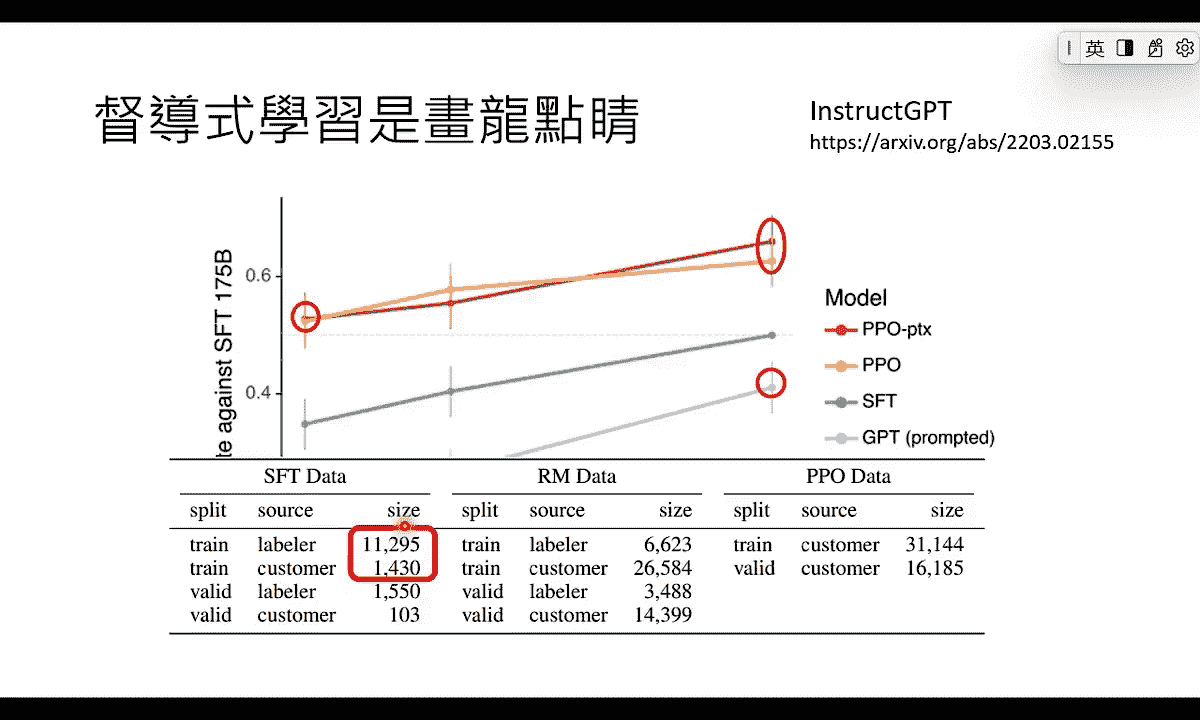 英
督導式學習是畫龍點睛
InstructGPT
https://arxiv.org/abs/2203.02155
te against SFT 175B
0.6
0.4
Model
PPO-ptx
PPO
SFT
GPT (prompted)
SFT Data RM Data PPO Data
split source size split source size split source size
train labeler 11,295 train labeler 6,623 train customer 31,144
train customer 1,430 train customer 26,584 valid customer 16,185
valid labeler 1,550 valid labeler 3,488
valid customer 103 valid customer 14,399